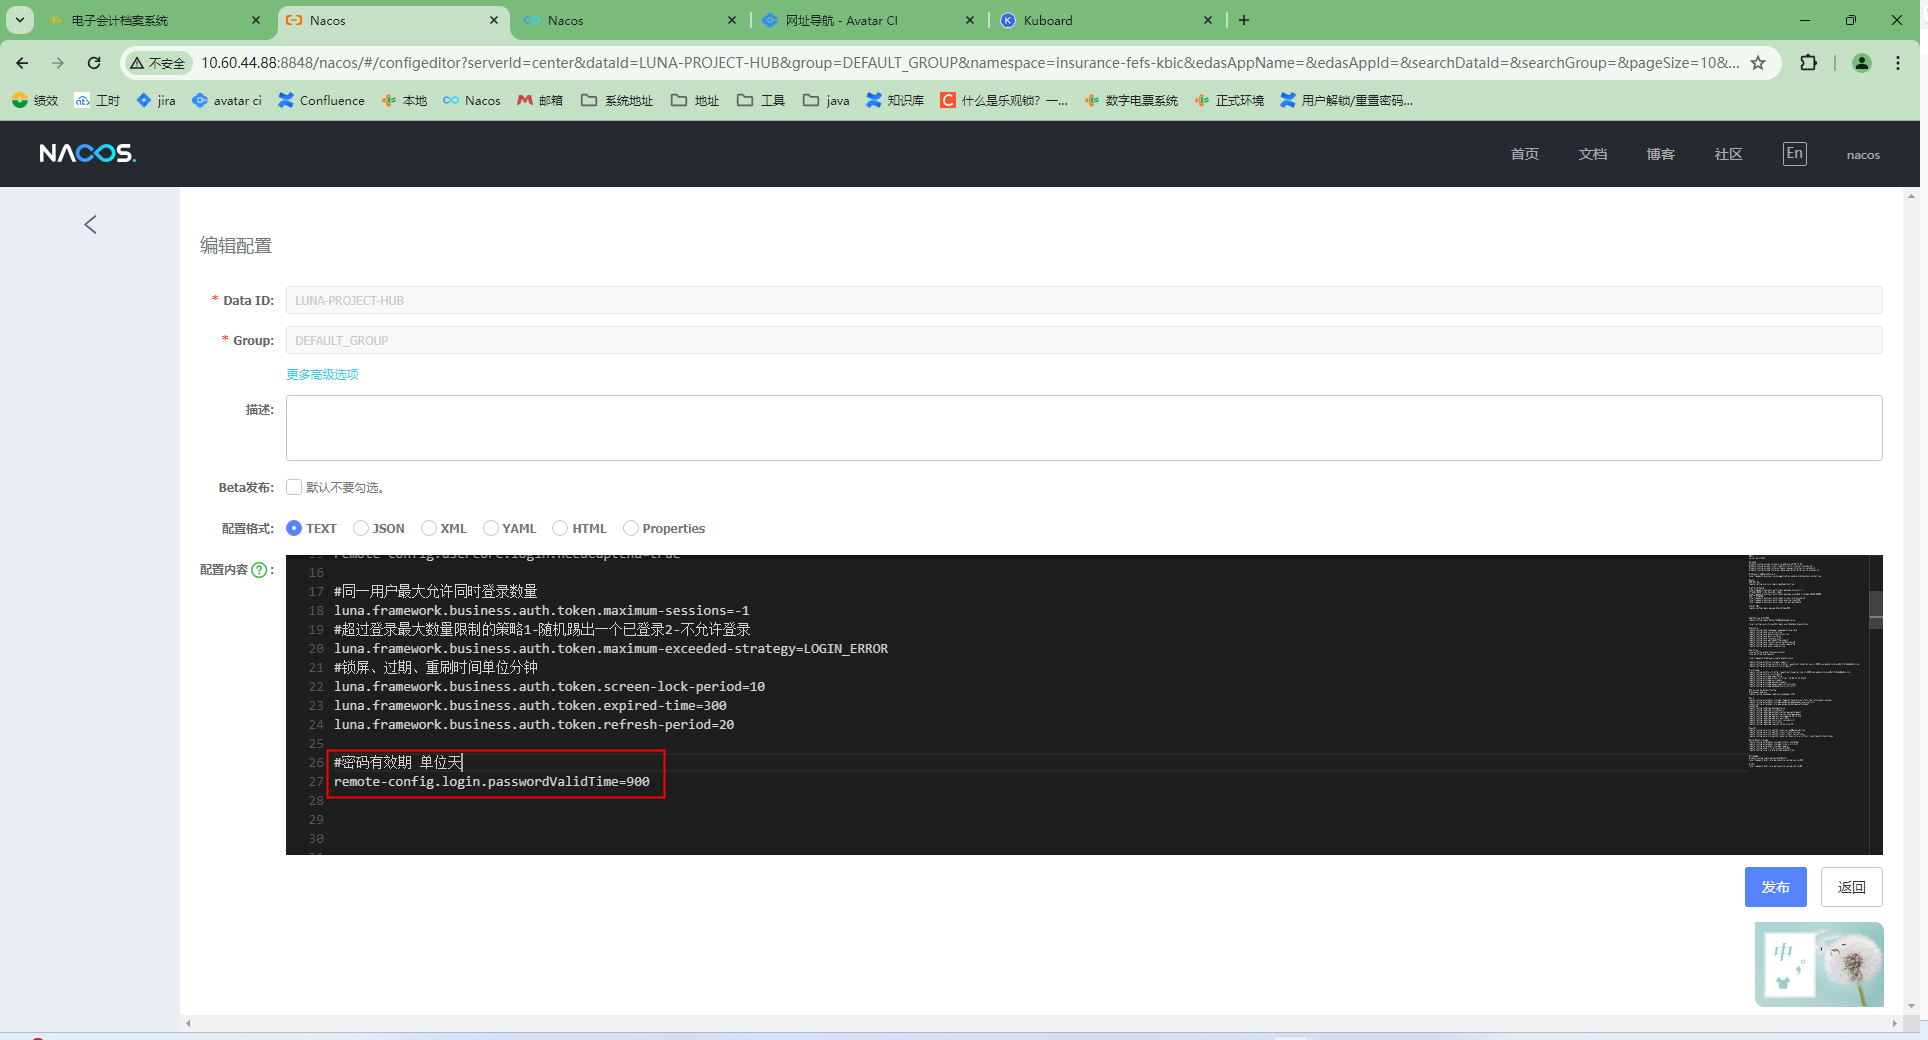 电子会计档案系统
Nacos
Nacos
网址导航 - Avatar CI
Kuboard
不安全
10.60.44.88:8848/nacos/#/configeditor?serverId=center&dataId=LUNA-PROJECT-HUB&group=DEFAULT_GROUP&namespace=insurance-fefs-kbic&edasAppName=&edasAppId=&searchDataId=&searchGroup=&pageSize=10&...
绩效
工时
jira
avatar ci
Confluence
本地
Nacos
邮箱
系统地址
地址
工具
java
知识库
什么是乐观锁？一...
数字电票系统
正式环境
用户解锁/重置密码...
NACOS.
首页
文档
博客
社区
En
nacos
编辑配置
* Data ID: LUNA-PROJECT-HUB
* Group: DEFAULT_GROUP
更多高级选项
描述:
Beta发布: 默认不要勾选。
配置格式: TEXT JSON XML YAML HTML Properties
配置内容 ? :
15 remote-config.usercore.login.needcaptcha=true
16
17 #同一用户最大允许同时登录数量
18 luna.framework.business.auth.token.maximum-sessions=-1
19 #超过登录最大数量限制的策略1-随机踢出一个已登录2-不允许登录
20 luna.framework.business.auth.token.maximum-exceeded-strategy=LOGIN_ERROR
21 #锁屏、过期、重刷时间单位分钟
22 luna.framework.business.auth.token.screen-lock-period=10
23 luna.framework.business.auth.token.expired-time=300
24 luna.framework.business.auth.token.refresh-period=20
25
26 #密码有效期 单位天
27 remote-config.login.passwordValidTime=900
28
29
30
发布
返回
中